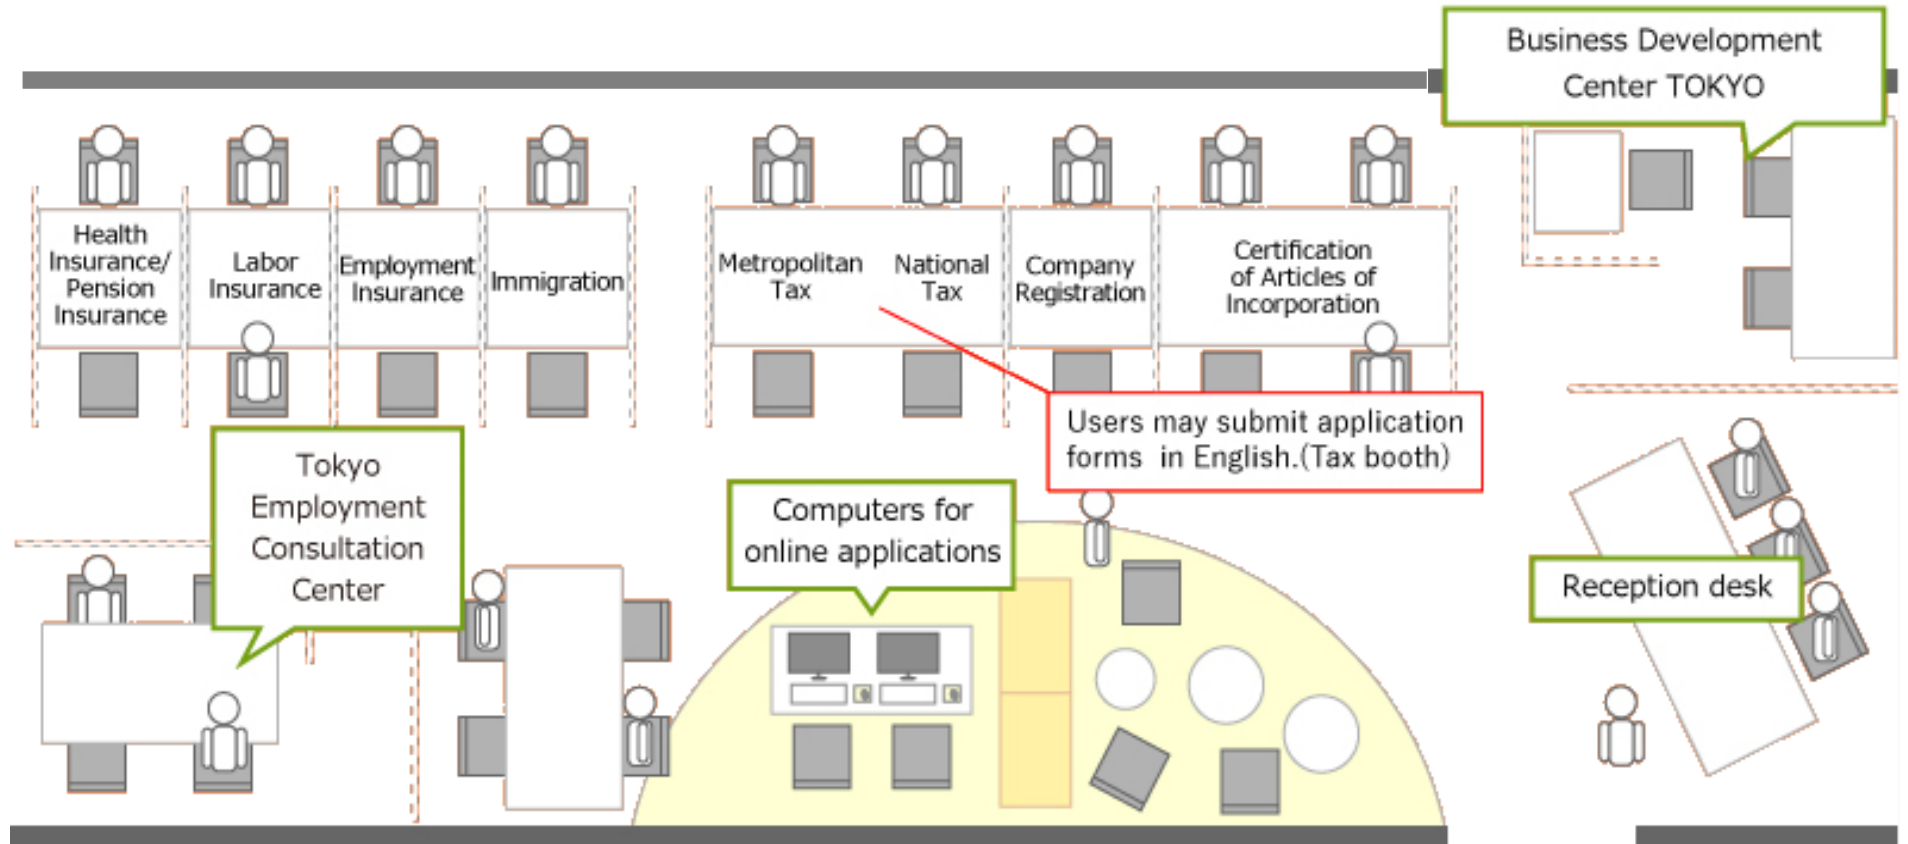 Business Development
Center TOKYO
Health
Insurance/
Pension
Insurance
Labor
Insurance
Employment
Insurance
Immigration
Metropolitan
Tax
National
Tax
Company
Registration
Certification
of Articles of
Incorporation
Users may submit application
forms  in English.(Tax booth)
Tokyo
Employment
Consultation
Center
Computers for
online applications
Reception desk